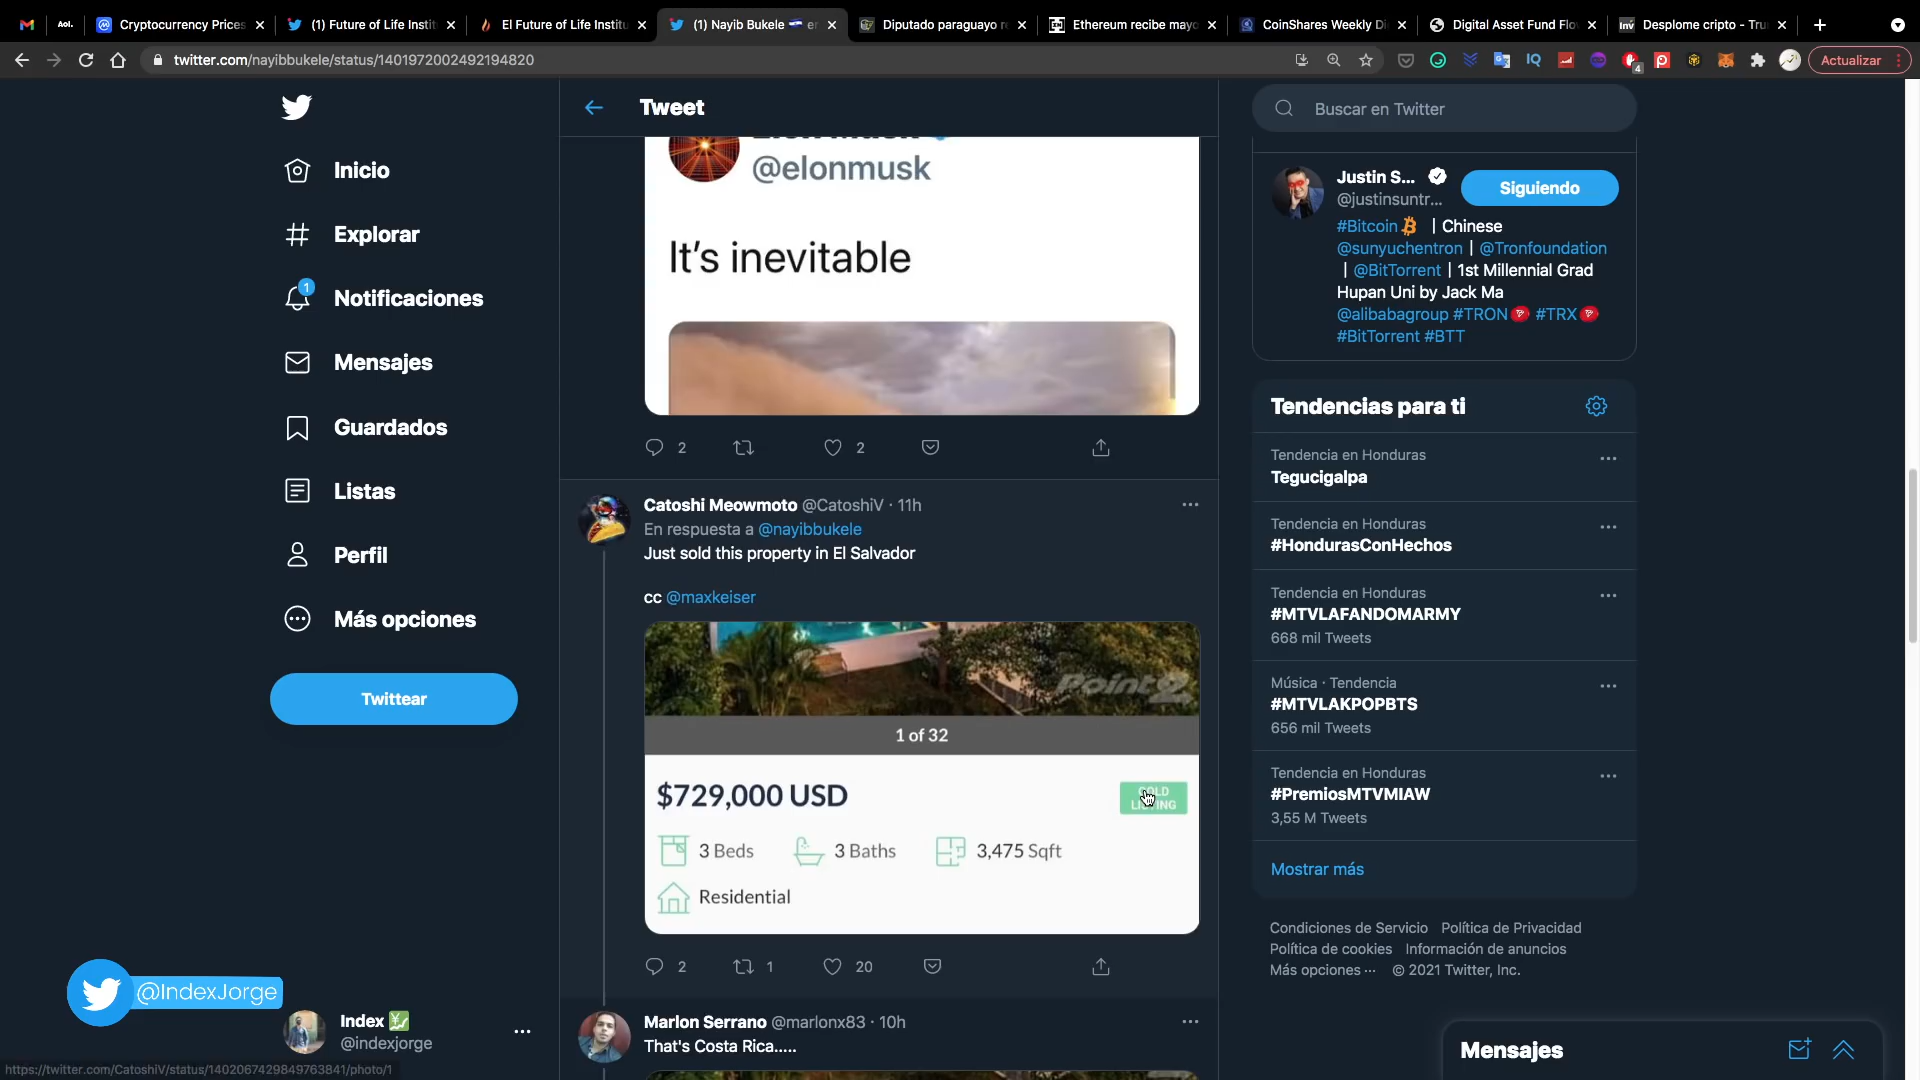 Aol.
Cryptocurrency Prices
(1) Future of Life Instit
El Future of Life Institu
(1) Nayib Bukele
Diputado paraguayo r
Ethereum recibe mayo
CoinShares Weekly Di
Digital Asset Fund Flo
Inv
Desplome cripto - Tru
twitter.com/nayibbukele/status/1401972002492194820
IQ
4
Actualizar
Tweet
Buscar en Twitter
Inicio
Explorar
1
Notificaciones
Mensajes
Guardados
Listas
Perfil
Más opciones
Twittear
@IndexJorge
Index
@indexjorge
https://twitter.com/CatoshiV/status/1402067429849763841/photo/1
@elonmusk
It’s inevitable
2
2
Catoshi Meowmoto @CatoshiV · 11h
En respuesta a @nayibbukele
Just sold this property in El Salvador
cc @maxkeiser
Point2
1 of 32
$729,000 USD
3 Beds
3 Baths
3,475 Sqft
Residential
2
1
20
Marlon Serrano @marlonx83 · 10h
That's Costa Rica.....
Justin S...
@justinsuntr...
Siguiendo
#Bitcoin | Chinese
@sunyuchentron | @Tronfoundation
| @BitTorrent | 1st Millennial Grad
Hupan Uni by Jack Ma
@alibabagroup #TRON #TRX
#BitTorrent #BTT
Tendencias para ti
Tendencia en Honduras
Tegucigalpa
Tendencia en Honduras
#HondurasConHechos
Tendencia en Honduras
#MTVLAFANDOMARMY
668 mil Tweets
Música · Tendencia
#MTVLAKPOPBTS
656 mil Tweets
Tendencia en Honduras
#PremiosMTVMIAW
3,55 M Tweets
Mostrar más
Condiciones de Servicio Política de Privacidad
Política de cookies Información de anuncios
Más opciones ··· © 2021 Twitter, Inc.
Mensajes